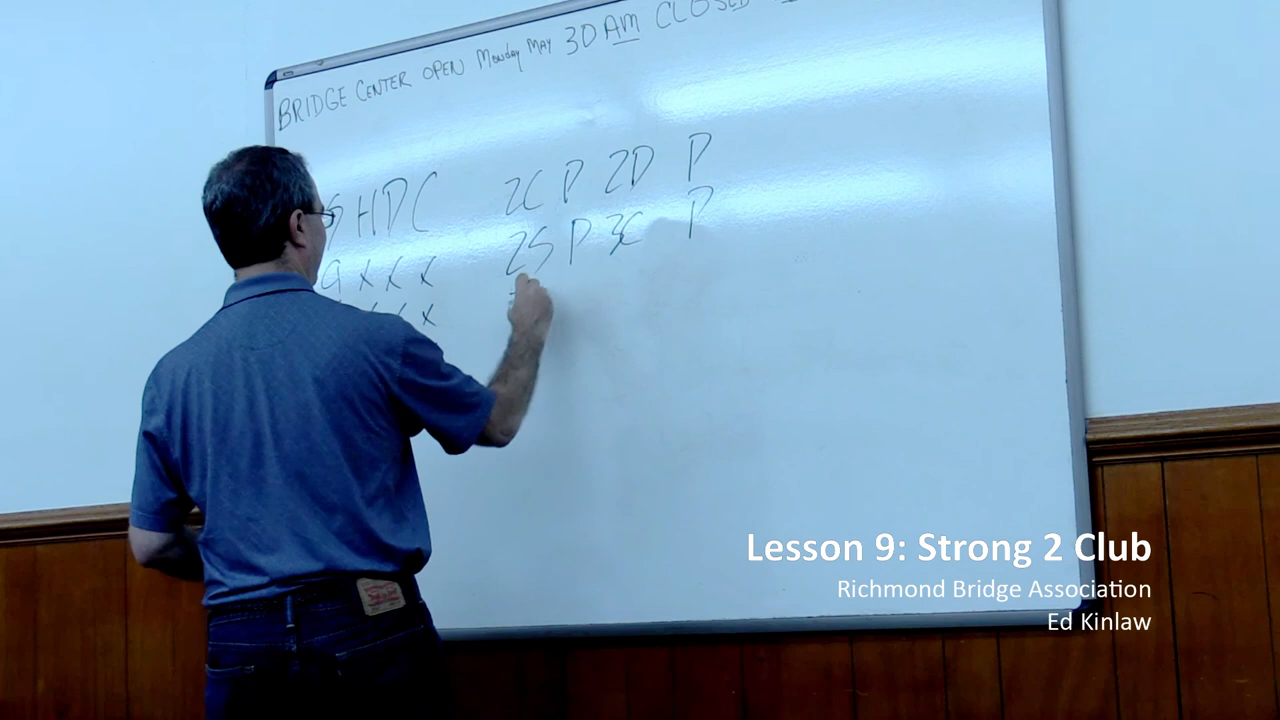 BRIDGE CENTER OPEN Monday MAY 30 AM CLOSED
S H D C
2C P 2D P
2S P 3C P
9 x x x
x x x
Lesson 9: Strong 2 Club
Richmond Bridge Association
Ed Kinlaw